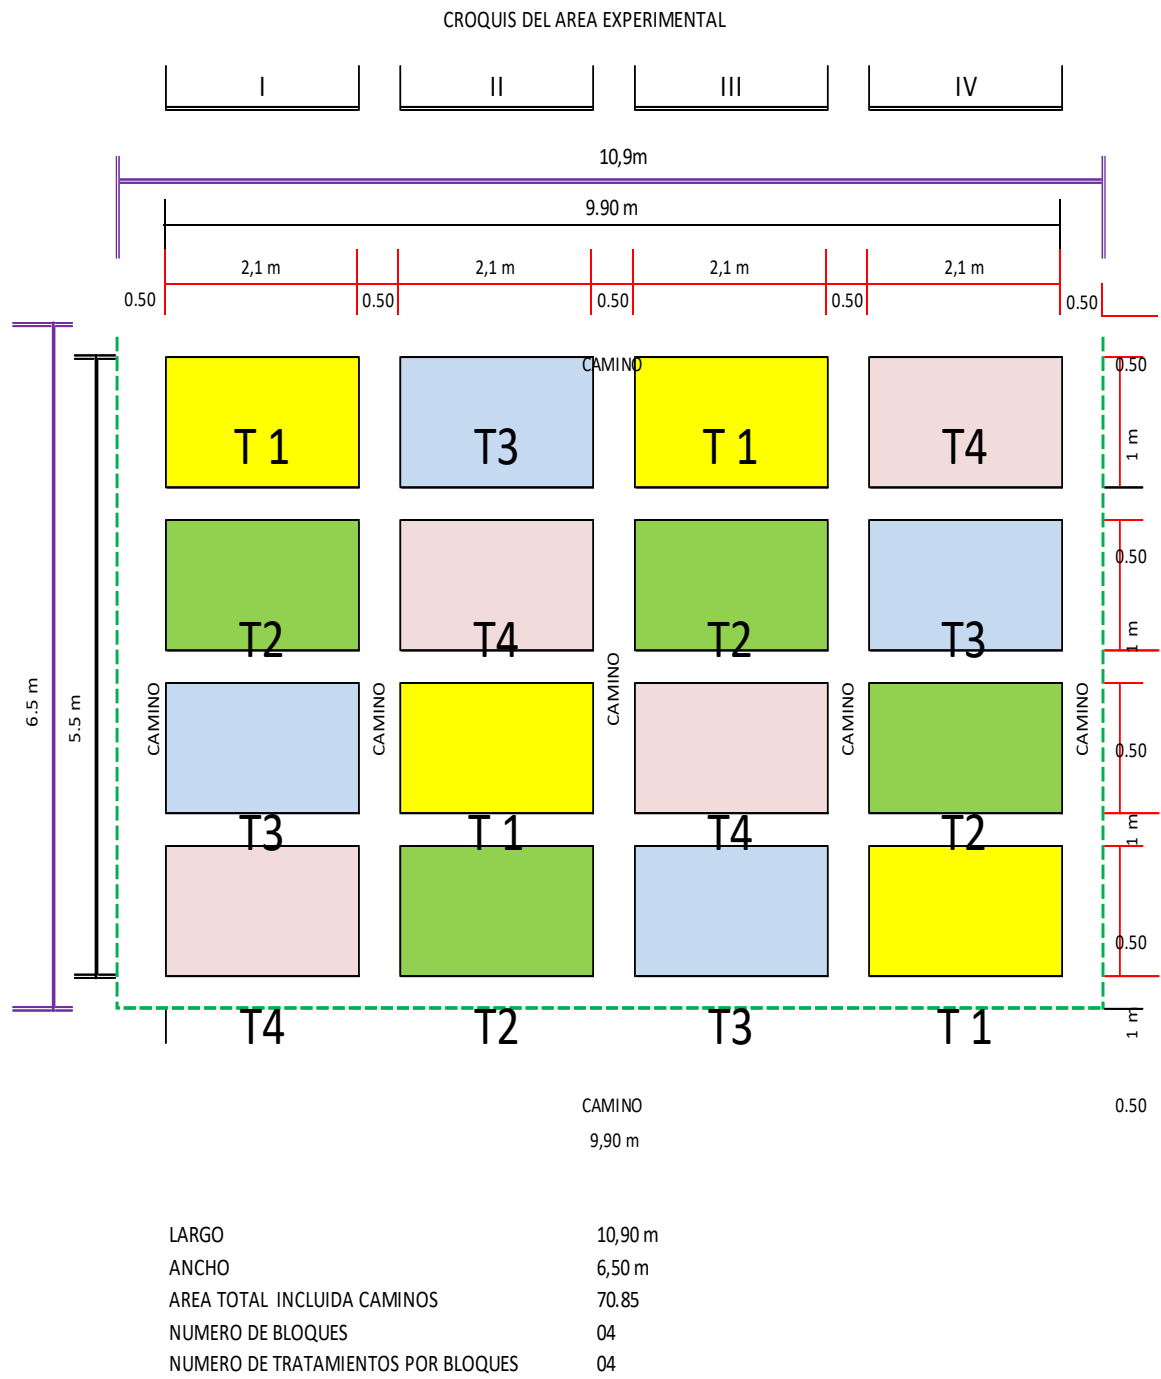 CROQUIS DEL AREA EXPERIMENTAL
I II III IV
10,9m
9.90 m
2,1 m 2,1 m 2,1 m 2,1 m
0.50 0.50 0.50 0.50 0.50
CAMINO 0.50
T 1 T3 T 1 T4 1 m
0.50
T2 T4 T2 T3 1 m
6.5 m 5.5 m CAMINO CAMINO CAMINO CAMINO CAMINO 0.50
T3 T 1 T4 T2 1 m
0.50
T4 T2 T3 T 1 1 m
CAMINO 0.50
9,90 m
LARGO 10,90 m
ANCHO 6,50 m
AREA TOTAL INCLUIDA CAMINOS 70.85
NUMERO DE BLOQUES 04
NUMERO DE TRATAMIENTOS POR BLOQUES 04